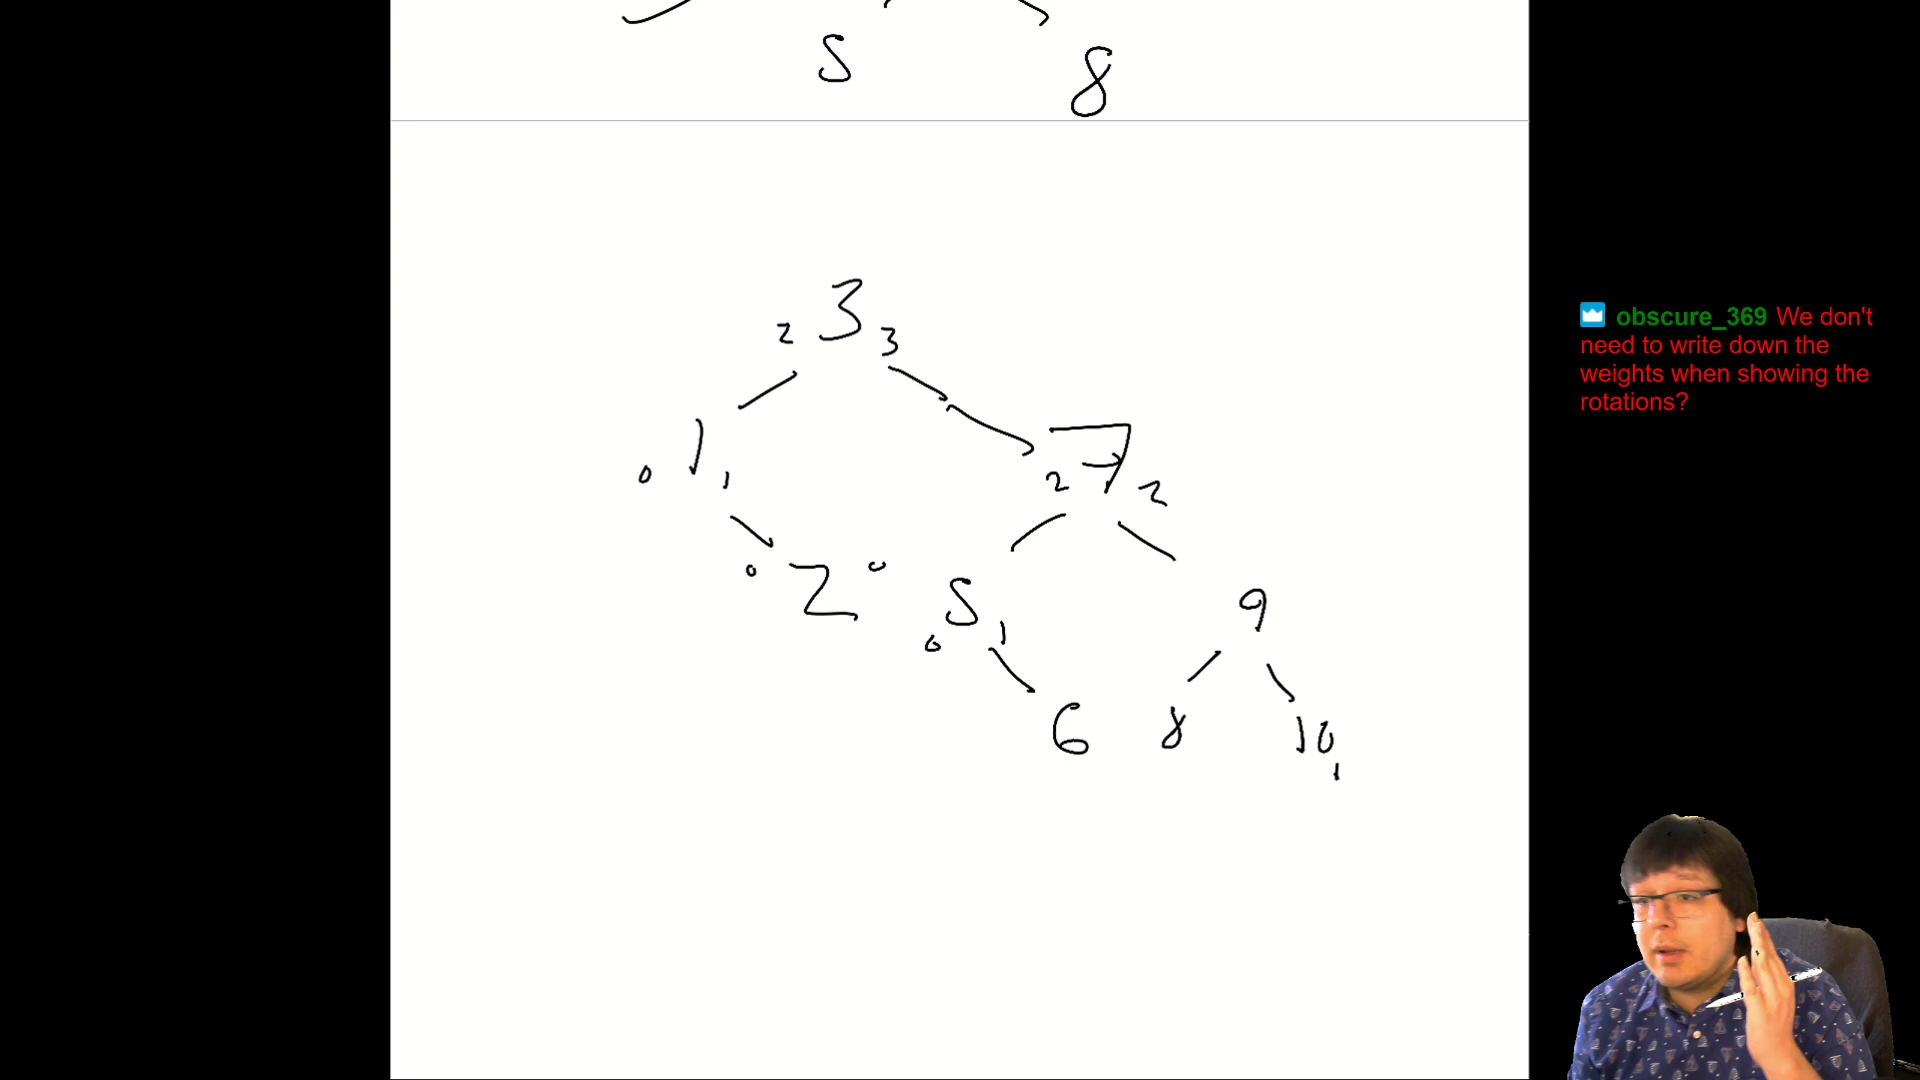 5 8
3
2 3
1 7
0 1 2 2
0 2 0 5 9
0 1
6 8 10
1
obscure_369 We don't
need to write down the
weights when showing the
rotations?